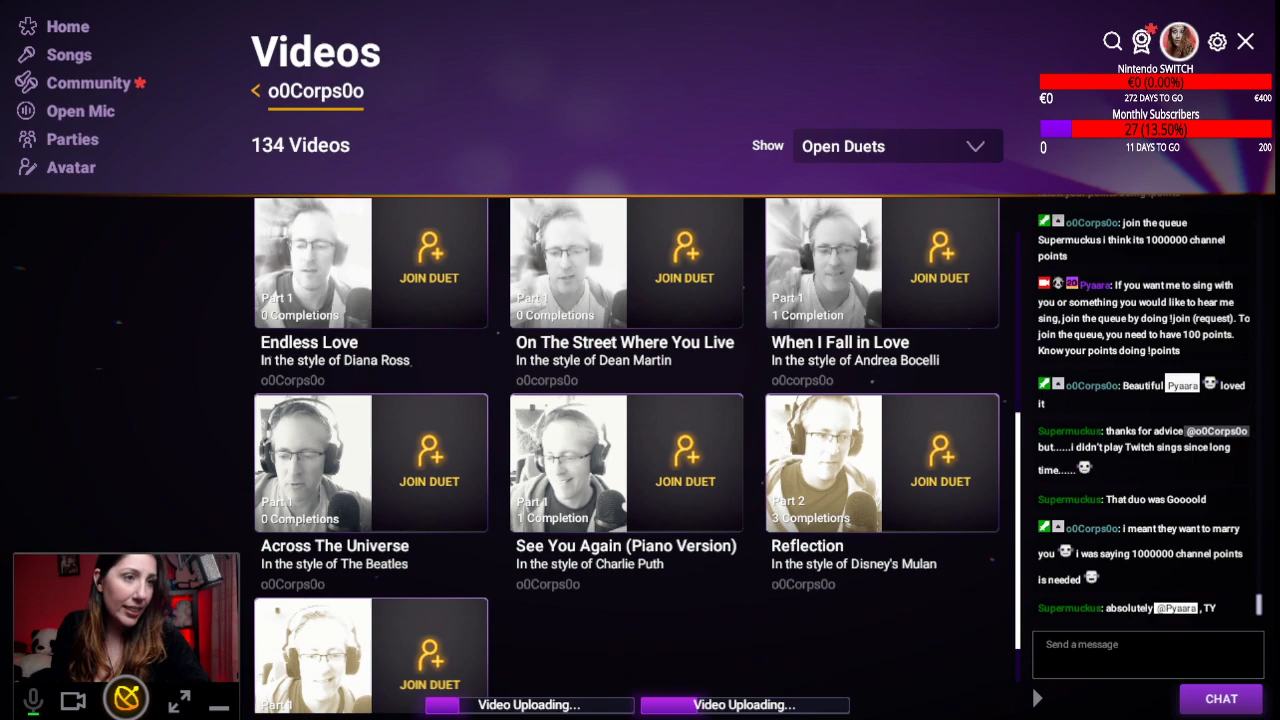 Home
Songs
Community *
Open Mic
Parties
Avatar
Videos
< o0Corps0o
134 Videos
Show
Open Duets
Nintendo SWITCH
€0 (0.00%)
€0
272 DAYS TO GO
€400
Monthly Subscribers
27 (13.50%)
0
11 DAYS TO GO
200
Part 1
0 Completions
JOIN DUET
Endless Love
In the style of Diana Ross
o0Corps0o
Part 1
0 Completions
JOIN DUET
On The Street Where You Live
In the style of Dean Martin
o0corpso
Part 1
1 Completion
JOIN DUET
When I Fall in Love
In the style of Andrea Bocelli
o0corpso
Part 1
0 Completions
JOIN DUET
Across The Universe
In the style of The Beatles
o0Corps0o
Part 1
1 Completion
JOIN DUET
See You Again (Piano Version)
In the style of Charlie Puth
o0Corps0o
Part 2
3 Completions
JOIN DUET
Reflection
In the style of Disney's Mulan
o0Corps0o
Part 1
JOIN DUET
Video Uploading...
Video Uploading...
o0Corps0o: join the queue
Supermuckus i think its 1000000 channel
points
Pyaara: If you want me to sing with
you or something you would like to hear me
sing, join the queue by doing !join (request). To
join the queue, you need to have 100 points.
Know your points doing !points
o0Corps0o: Beautiful Pyaara loved
it
Supermuckus: thanks for advice @o0Corps0o
but......i didn't play Twitch sings since long
time......
Supermuckus: That duo was Goooold
o0Corps0o: i meant they want to marry
you i was saying 1000000 channel points
is needed
Supermuckus: absolutely @Pyaara , TY
Send a message
CHAT